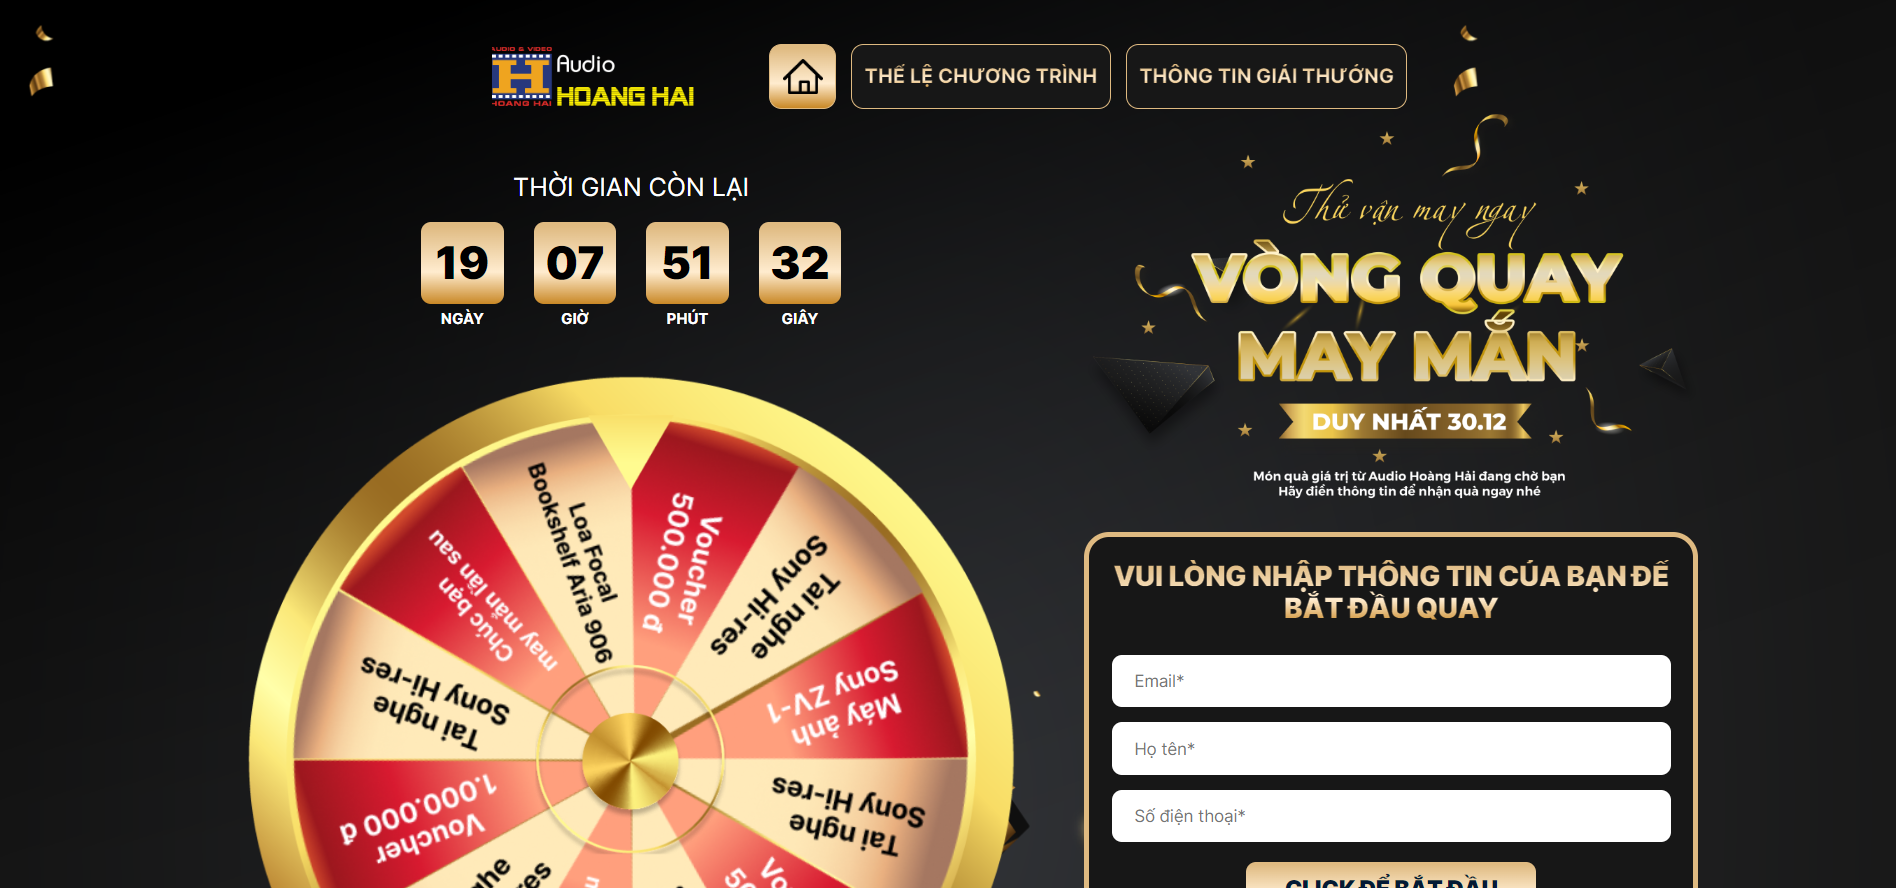 AUDIO & VIDEO
H
HOANG HAI
Audio
HOANG HAI
THỂ LỆ CHƯƠNG TRÌNH
THÔNG TIN GIẢI THƯỞNG
THỜI GIAN CÒN LẠI
19
07
51
32
NGÀY
GIỜ
PHÚT
GIÂY
Thử vận may ngay
VÒNG QUAY
MAY MẮN
DUY NHẤT 30.12
Món quà giá trị từ Audio Hoàng Hải đang chờ bạn
Hãy điền thông tin để nhận quà ngay nhé
Loa Focal
Bookshelf Aria 906
Voucher
500.000 đ
Tai nghe
Sony Hi-res
Máy ảnh
Sony ZV-1
Tai nghe
Sony Hi-res
Chúc bạn
may mắn lần sau
Tai nghe
Sony Hi-res
Voucher
1.000.000 đ
VUI LÒNG NHẬP THÔNG TIN CỦA BẠN ĐỂ
BẮT ĐẦU QUAY
Email*
Họ tên*
Số điện thoại*
CLICK ĐỂ BẮT ĐẦU